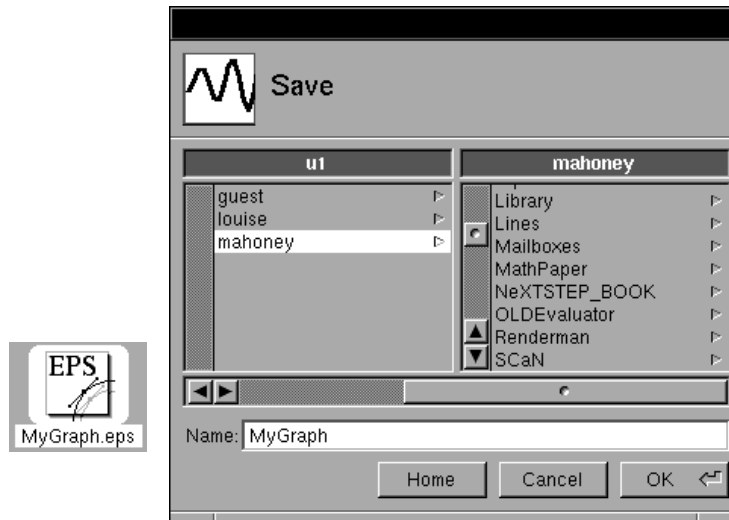 Save
u1
mahoney
guest
louise
mahoney
Library
Lines
Mailboxes
MathPaper
NeXTSTEP_BOOK
OLDEvaluator
Renderman
SCaN
EPS
MyGraph.eps
Name: MyGraph
Home
Cancel
OK